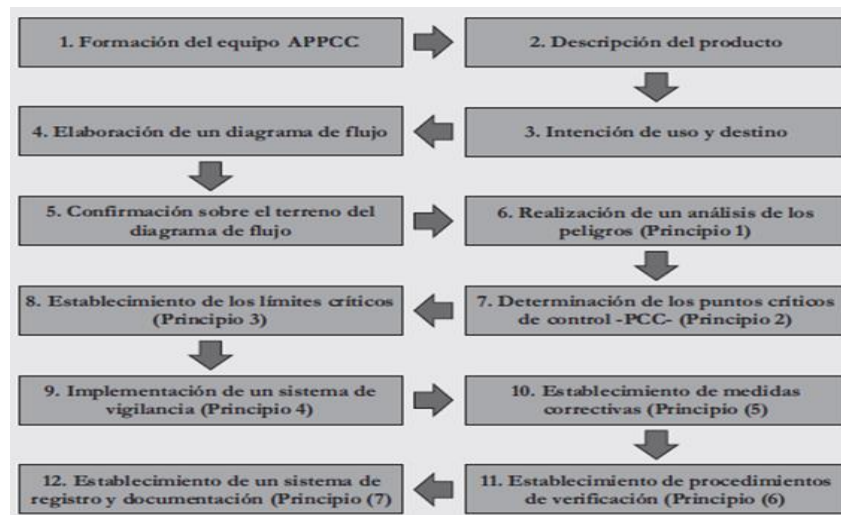 1. Formación del equipo APPCC
2. Descripción del producto
3. Intención de uso y destino
4. Elaboración de un diagrama de flujo
5. Confirmación sobre el terreno del
diagrama de flujo
6. Realización de un análisis de los
peligros (Principio 1)
7. Determinación de los puntos críticos
de control -PCC- (Principio 2)
8. Establecimiento de los límites críticos
(Principio 3)
9. Implementación de un sistema de
vigilancia (Principio 4)
10. Establecimiento de medidas
correctivas (Principio (5)
11. Establecimiento de procedimientos
de verificación (Principio (6)
12. Establecimiento de un sistema de
registro y documentación (Principio (7)